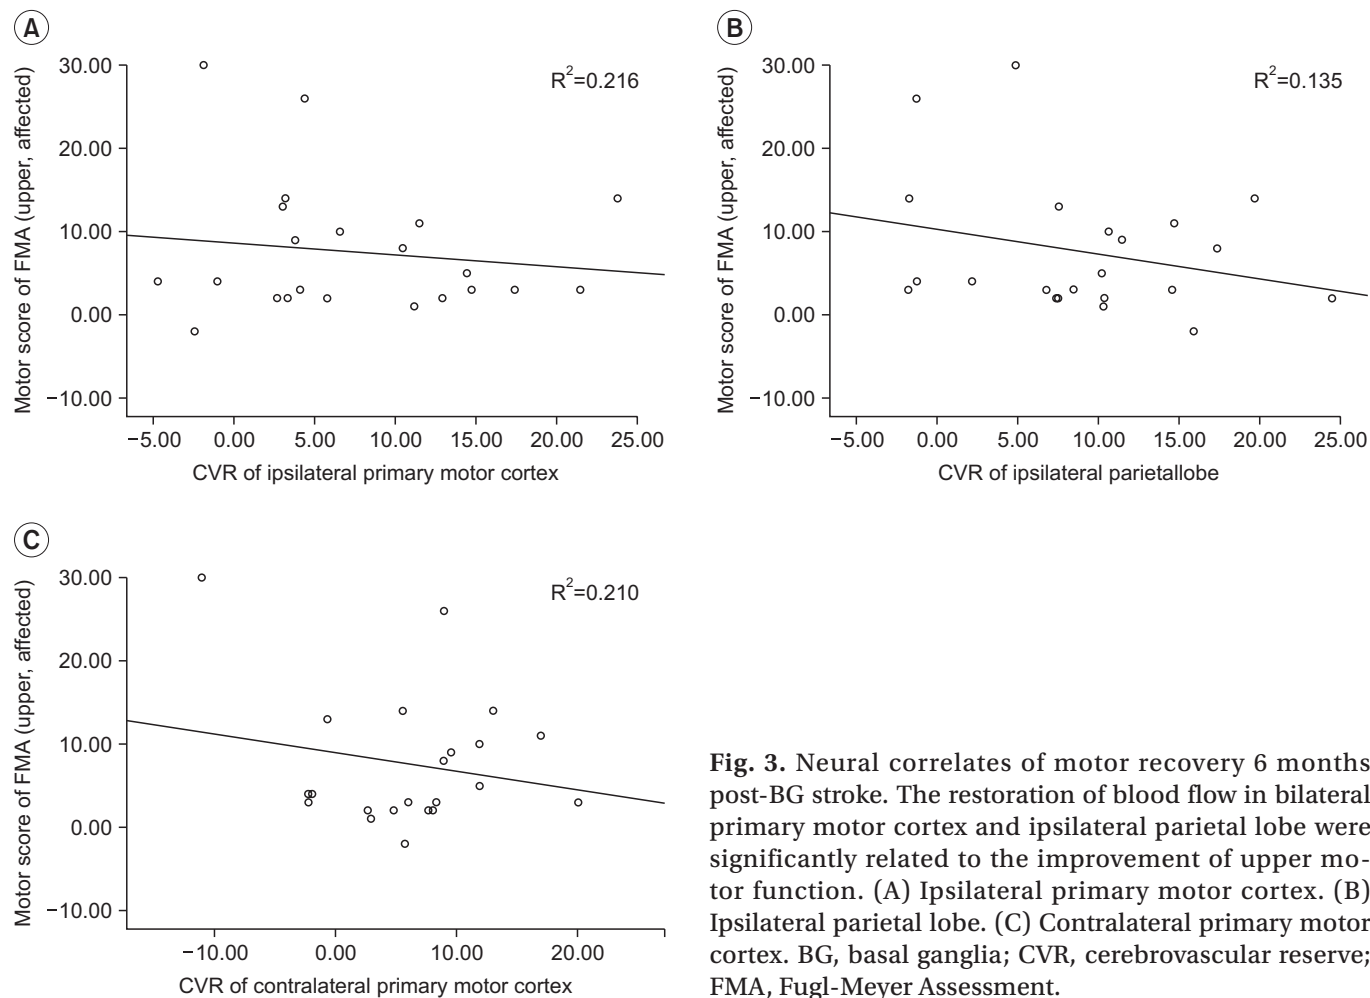 A
Motor score of FMA (upper, affected)
30.00
20.00
10.00
0.00
−10.00
R²=0.216
−5.00 0.00 5.00 10.00 15.00 20.00 25.00
CVR of ipsilateral primary motor cortex
B
Motor score of FMA (upper, affected)
30.00
20.00
10.00
0.00
−10.00
R²=0.135
−5.00 0.00 5.00 10.00 15.00 20.00 25.00
CVR of ipsilateral parietallobe
C
Motor score of FMA (upper, affected)
30.00
20.00
10.00
0.00
−10.00
R²=0.210
−10.00 0.00 10.00 20.00
CVR of contralateral primary motor cortex
Fig. 3. Neural correlates of motor recovery 6 months
post-BG stroke. The restoration of blood flow in bilateral
primary motor cortex and ipsilateral parietal lobe were
significantly related to the improvement of upper mo-
tor function. (A) Ipsilateral primary motor cortex. (B)
Ipsilateral parietal lobe. (C) Contralateral primary motor
cortex. BG, basal ganglia; CVR, cerebrovascular reserve;
FMA, Fugl-Meyer Assessment.